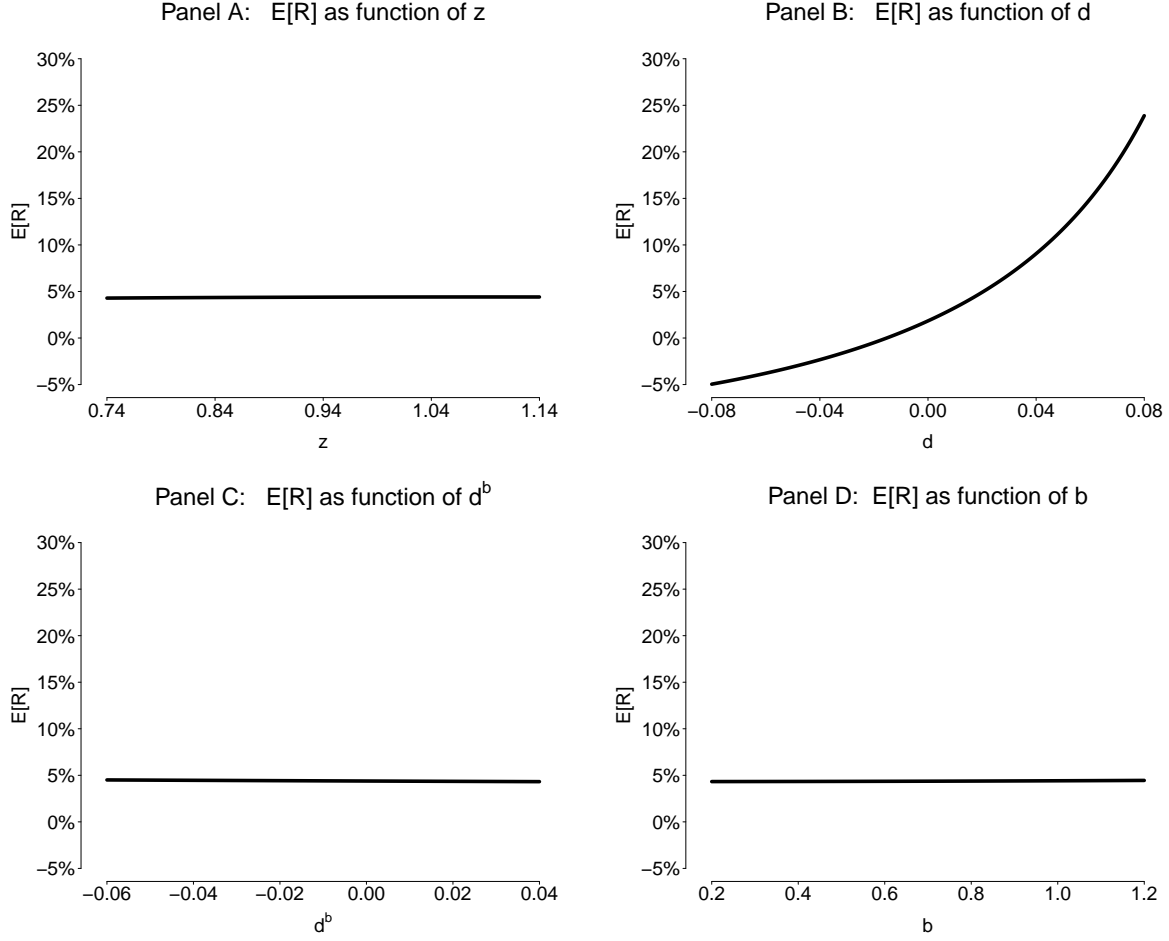 Panel A: E[R] as function of z
30%
25%
20%
15%
10%
5%
0%
−5%
E[R]
0.74 0.84 0.94 1.04 1.14
z
Panel B: E[R] as function of d
30%
25%
20%
15%
10%
5%
0%
−5%
E[R]
−0.08 −0.04 0.00 0.04 0.08
d
Panel C: E[R] as function of d^b
30%
25%
20%
15%
10%
5%
0%
−5%
E[R]
−0.06 −0.04 −0.02 0.00 0.02 0.04
d^b
Panel D: E[R] as function of b
30%
25%
20%
15%
10%
5%
0%
−5%
E[R]
0.2 0.4 0.6 0.8 1.0 1.2
b